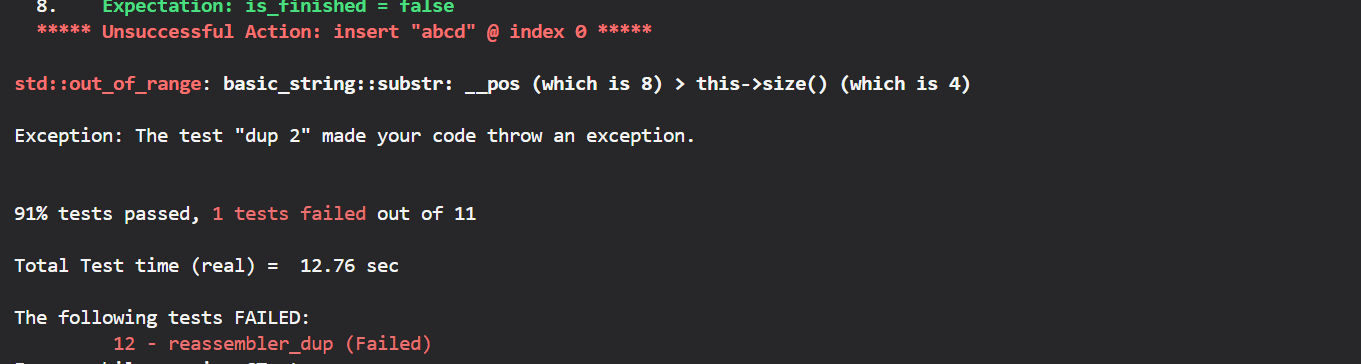 8. Expectation: is_finished = false
***** Unsuccessful Action: insert "abcd" @ index 0 *****
std::out_of_range: basic_string::substr: __pos (which is 8) > this->size() (which is 4)
Exception: The test "dup 2" made your code throw an exception.
91% tests passed, 1 tests failed out of 11
Total Test time (real) = 12.76 sec
The following tests FAILED:
12 - reassembler_dup (Failed)